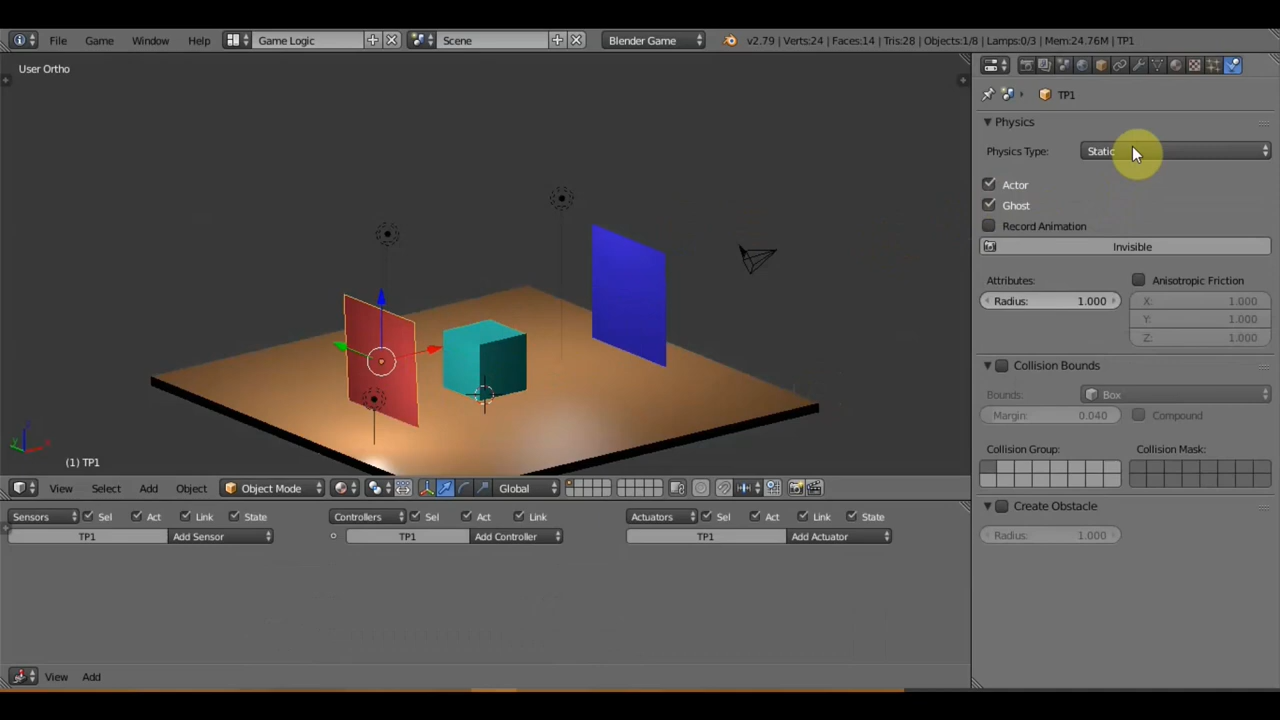 File Game Window Help Game Logic Scene Blender Game v2.79 | Verts:24 | Faces:14 | Tris:28 | Objects:1/8 | Lamps:0/3 | Mem:24.76M | TP1
User Ortho
TP1
Physics
Physics Type: Static
Actor
Ghost
Record Animation
Invisible
Attributes: Anisotropic Friction
Radius: 1.000 X: 1.000
Y: 1.000
Z: 1.000
Collision Bounds
Bounds: Box
Margin: 0.040 Compound
Collision Group: Collision Mask:
Create Obstacle
Radius: 1.000
(1) TP1
View Select Add Object Object Mode Global
Sensors Sel Act Link State Controllers Sel Act Link Actuators Sel Act Link State
TP1 Add Sensor TP1 Add Controller TP1 Add Actuator
View Add